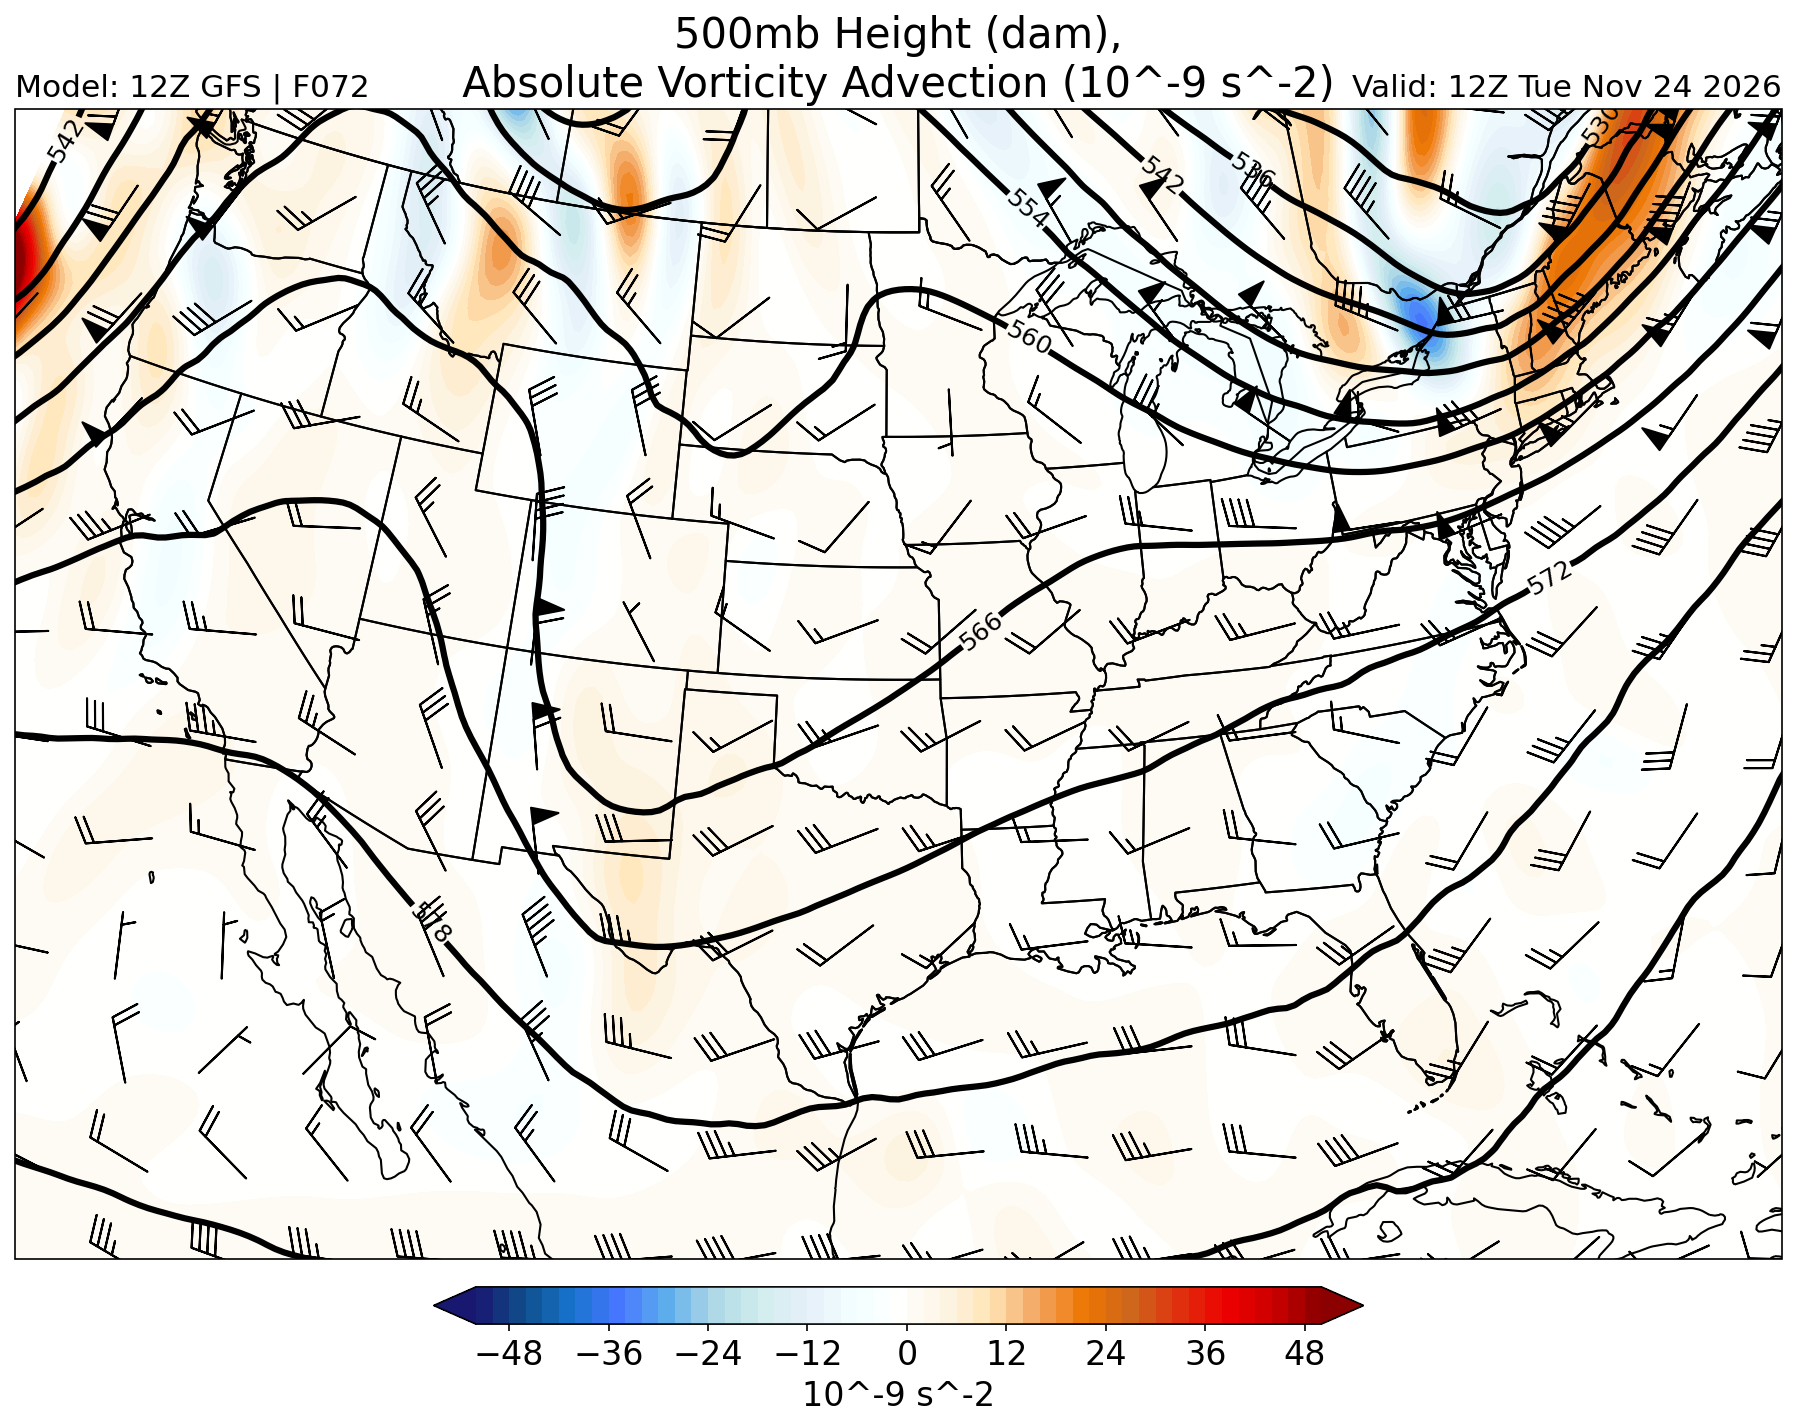 500mb Height (dam),
Model: 12Z GFS | F072
Absolute Vorticity Advection (10^-9 s^-2)
Valid: 12Z Tue Nov 24 2026
542
530
536
542
554
560
566
572
578
−48 −36 −24 −12 0 12 24 36 48
10^-9 s^-2